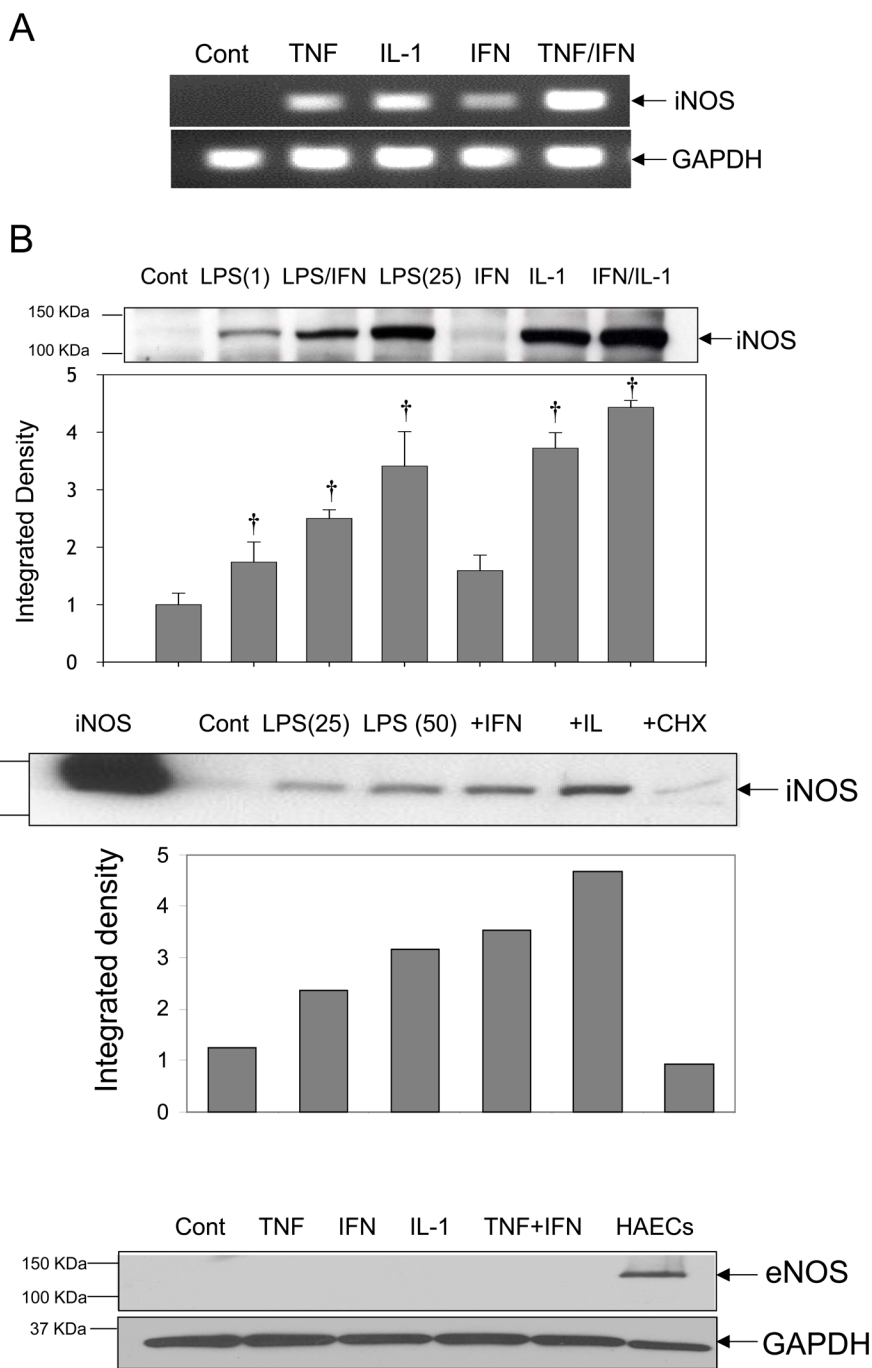 A
Cont TNF IL-1 IFN TNF/IFN
iNOS
GAPDH
B
Cont LPS(1) LPS/IFN LPS(25) IFN IL-1 IFN/IL-1
150 KDa
100 KDa
iNOS
Integrated Density
5
4
3
2
1
0
† † † † †
iNOS Cont LPS(25) LPS (50) +IFN +IL +CHX
iNOS
Integrated density
5
4
3
2
1
0
Cont TNF IFN IL-1 TNF+IFN HAECs
150 KDa
100 KDa
eNOS
37 KDa
GAPDH